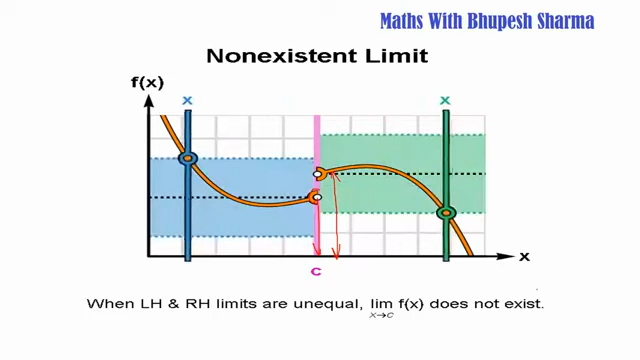 Maths With Bhupesh Sharma
Nonexistent Limit
f(x)
x x
x
c
When LH & RH limits are unequal, lim f(x) does not exist.
x→c